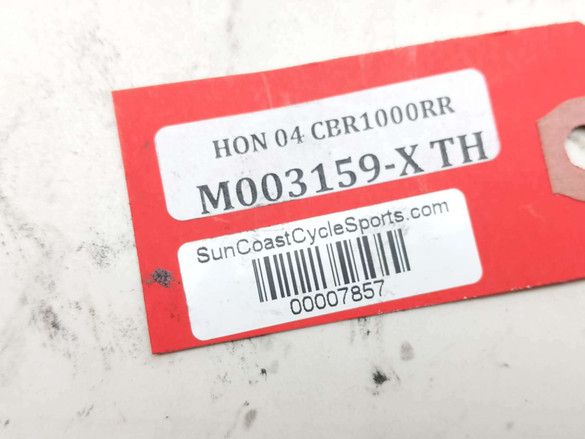 HON 04 CBR1000RR
M003159-X TH
SunCoastCycleSports.com
00007857